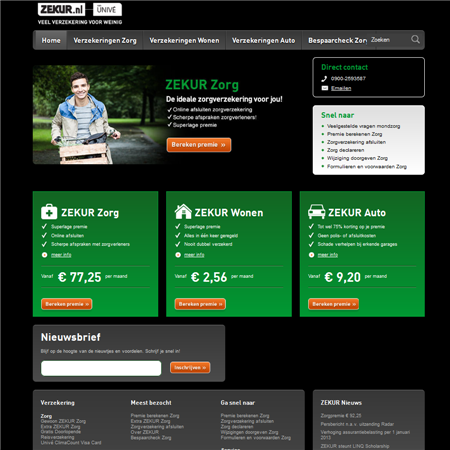 ZEKUR.nl ÚNIVÉ
VEEL VERZEKERING VOOR WEINIG
Home Verzekeringen Zorg Verzekeringen Wonen Verzekeringen Auto Bespaarcheck Zorg Zoeken
ZEKUR Zorg
De ideale zorgverzekering voor jou!
Online afsluiten zorgverzekering
Scherpe afspraken zorgverleners!
Superlage premie
Bereken premie »
Direct contact
0900-2593587
Emailen
Snel naar
Veelgestelde vragen mondzorg
Premie berekenen Zorg
Zorgverzekering afsluiten
Zorg declareren
Wijziging doorgeven Zorg
Formulieren en voorwaarden Zorg
ZEKUR Zorg
Superlage premie
Online afsluiten
Scherpe afspraken met zorgverleners
meer info
Vanaf € 77,25 per maand
Bereken premie »
ZEKUR Wonen
Superlage premie
Alles in één keer geregeld
Nooit dubbel verzekerd
meer info
Vanaf € 2,56 per maand
Bereken premie »
ZEKUR Auto
Tot wel 75% korting op je premie
Geen polis- of afsluitkosten
Schade verhelpen bij erkende garages
meer info
Vanaf € 9,20 per maand
Bereken premie »
Nieuwsbrief
Blijf op de hoogte van de nieuwtjes en voordelen. Schrijf je snel in!
Inschrijven »
Verzekering
Zorg
Gewoon ZEKUR Zorg
Extra ZEKUR Zorg
Gratis Doorlopende
Reisverzekering
Univé ClimaCount Visa Card
Meest bezocht
Premie berekenen Zorg
Extra ZEKUR Zorg
Over ZEKUR
Bespaarcheck Zorg
Ga snel naar
Premie berekenen Zorg
Zorgverzekering afsluiten
Zorg declareren
Wijzigingen doorgeven Zorg
Formulieren en voorwaarden Zorg
ZEKUR Nieuws
Zorgpremie € 92,25
Persbericht n.a.v. uitzending Radar
Verhoging assurantiebelasting per 1 januari
2013
ZEKUR steunt LINQ Scholarship